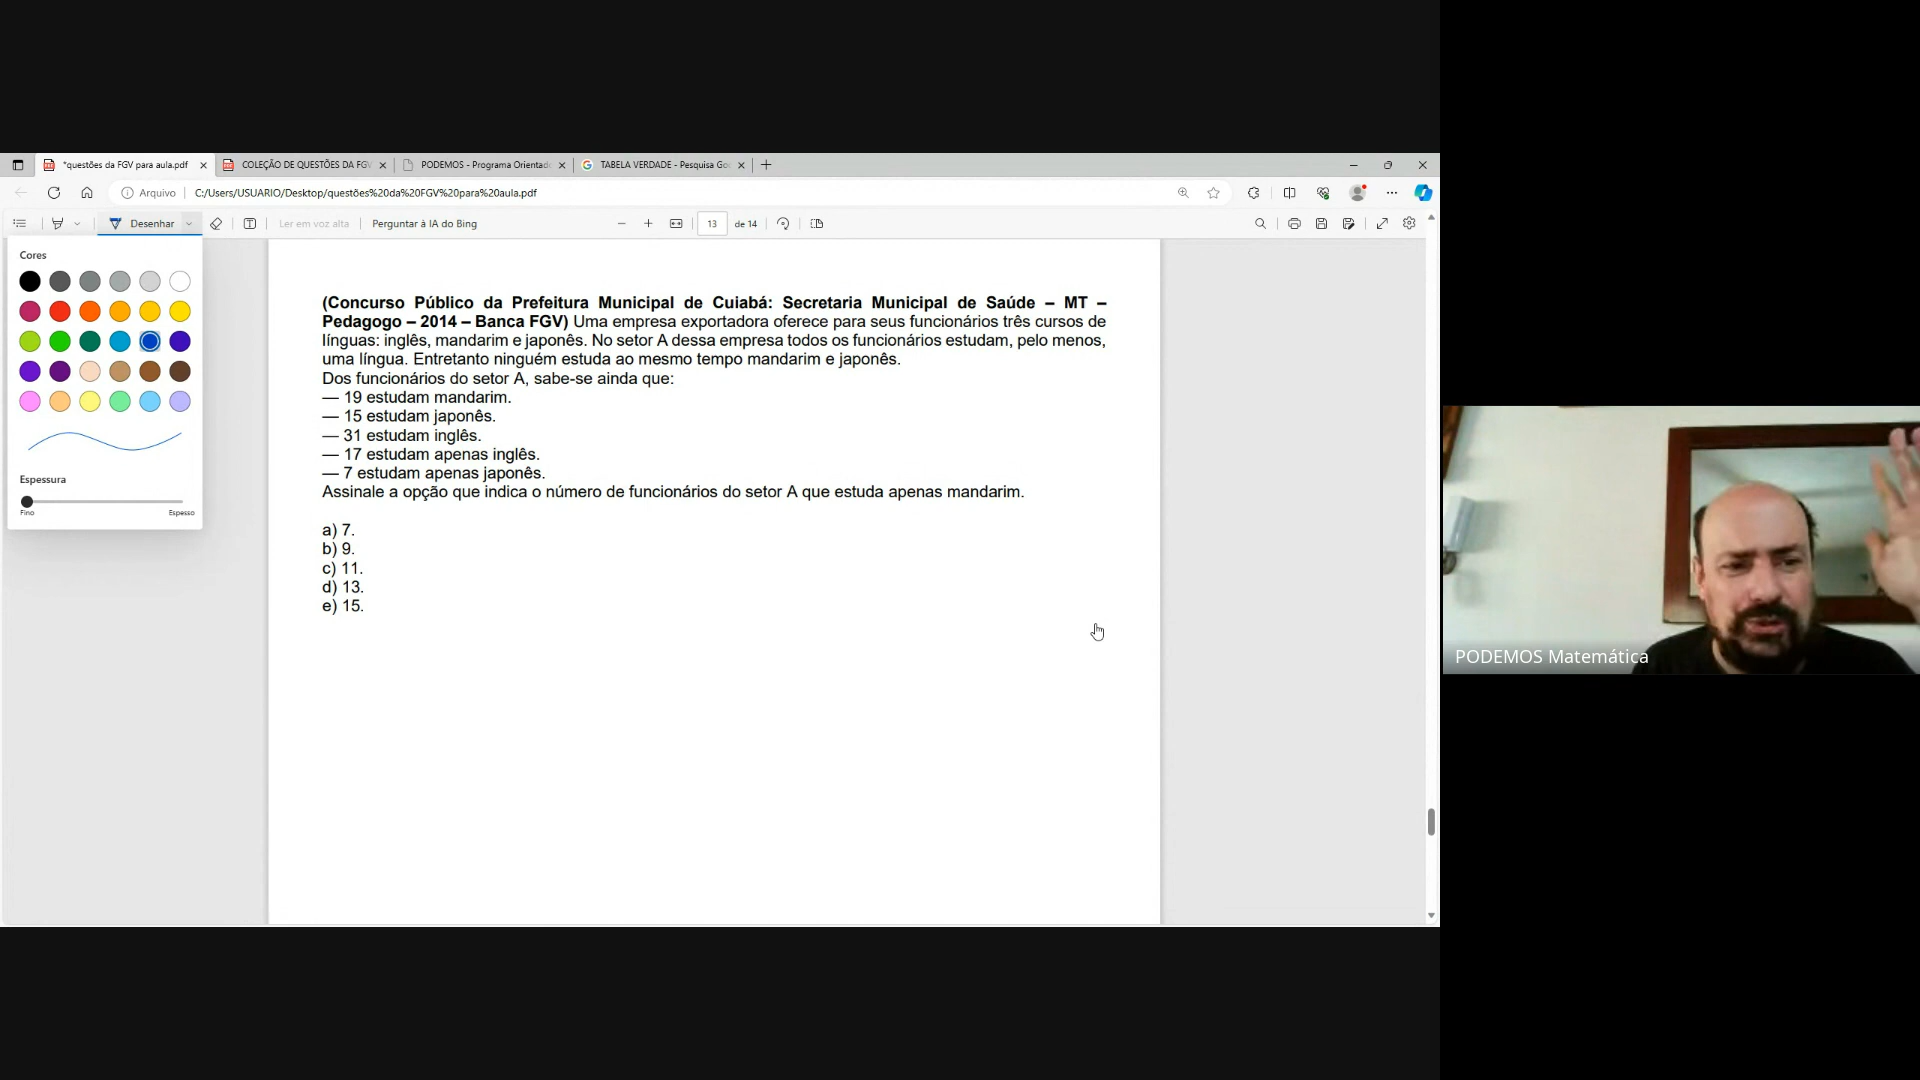 *questões da FGV para aula.pdf
COLEÇÃO DE QUESTÕES DA FGV
PODEMOS - Programa Orientad
TABELA VERDADE - Pesquisa Go
Arquivo
C:/Users/USUARIO/Desktop/questões%20da%20FGV%20para%20aula.pdf
Desenhar
Ler em voz alta
Perguntar à IA do Bing
13
de 14
Cores
Espessura
Fino
Espesso
(Concurso Público da Prefeitura Municipal de Cuiabá: Secretaria Municipal de Saúde – MT –
Pedagogo – 2014 – Banca FGV) Uma empresa exportadora oferece para seus funcionários três cursos de
línguas: inglês, mandarim e japonês. No setor A dessa empresa todos os funcionários estudam, pelo menos,
uma língua. Entretanto ninguém estuda ao mesmo tempo mandarim e japonês.
Dos funcionários do setor A, sabe-se ainda que:
— 19 estudam mandarim.
— 15 estudam japonês.
— 31 estudam inglês.
— 17 estudam apenas inglês.
— 7 estudam apenas japonês.
Assinale a opção que indica o número de funcionários do setor A que estuda apenas mandarim.
a) 7.
b) 9.
c) 11.
d) 13.
e) 15.
PODEMOS Matemática